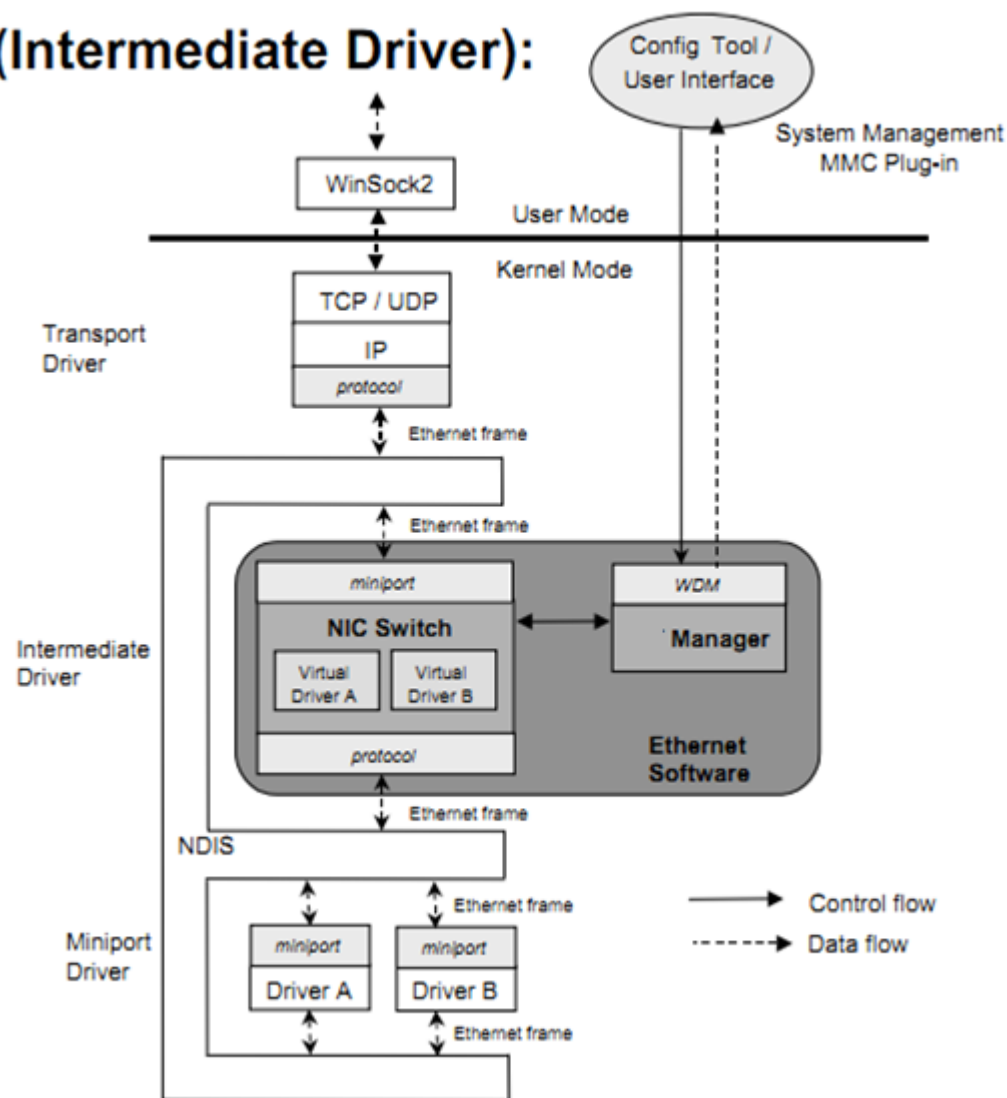 (Intermediate Driver):
Config Tool /
User Interface
System Management
MMC Plug-in
WinSock2
User Mode
Kernel Mode
TCP / UDP
IP
protocol
Transport
Driver
Ethernet frame
Ethernet frame
miniport
NIC Switch
Virtual
Driver A
Virtual
Driver B
protocol
WDM
Manager
Ethernet
Software
Intermediate
Driver
Ethernet frame
NDIS
Ethernet frame
miniport
Driver A
miniport
Driver B
Miniport
Driver
Ethernet frame
Control flow
Data flow